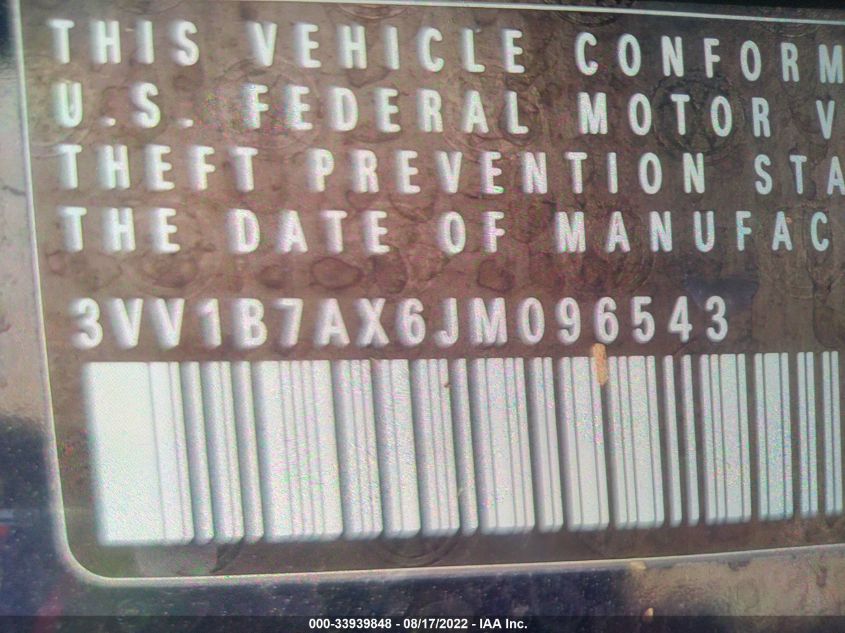 THIS VEHICLE CONFORM
U.S. FEDERAL MOTOR V
THEFT PREVENTION STA
THE DATE OF MANUFAC
3VV1B7AX6JM096543
000-33939848 - 08/17/2022 - IAA Inc.